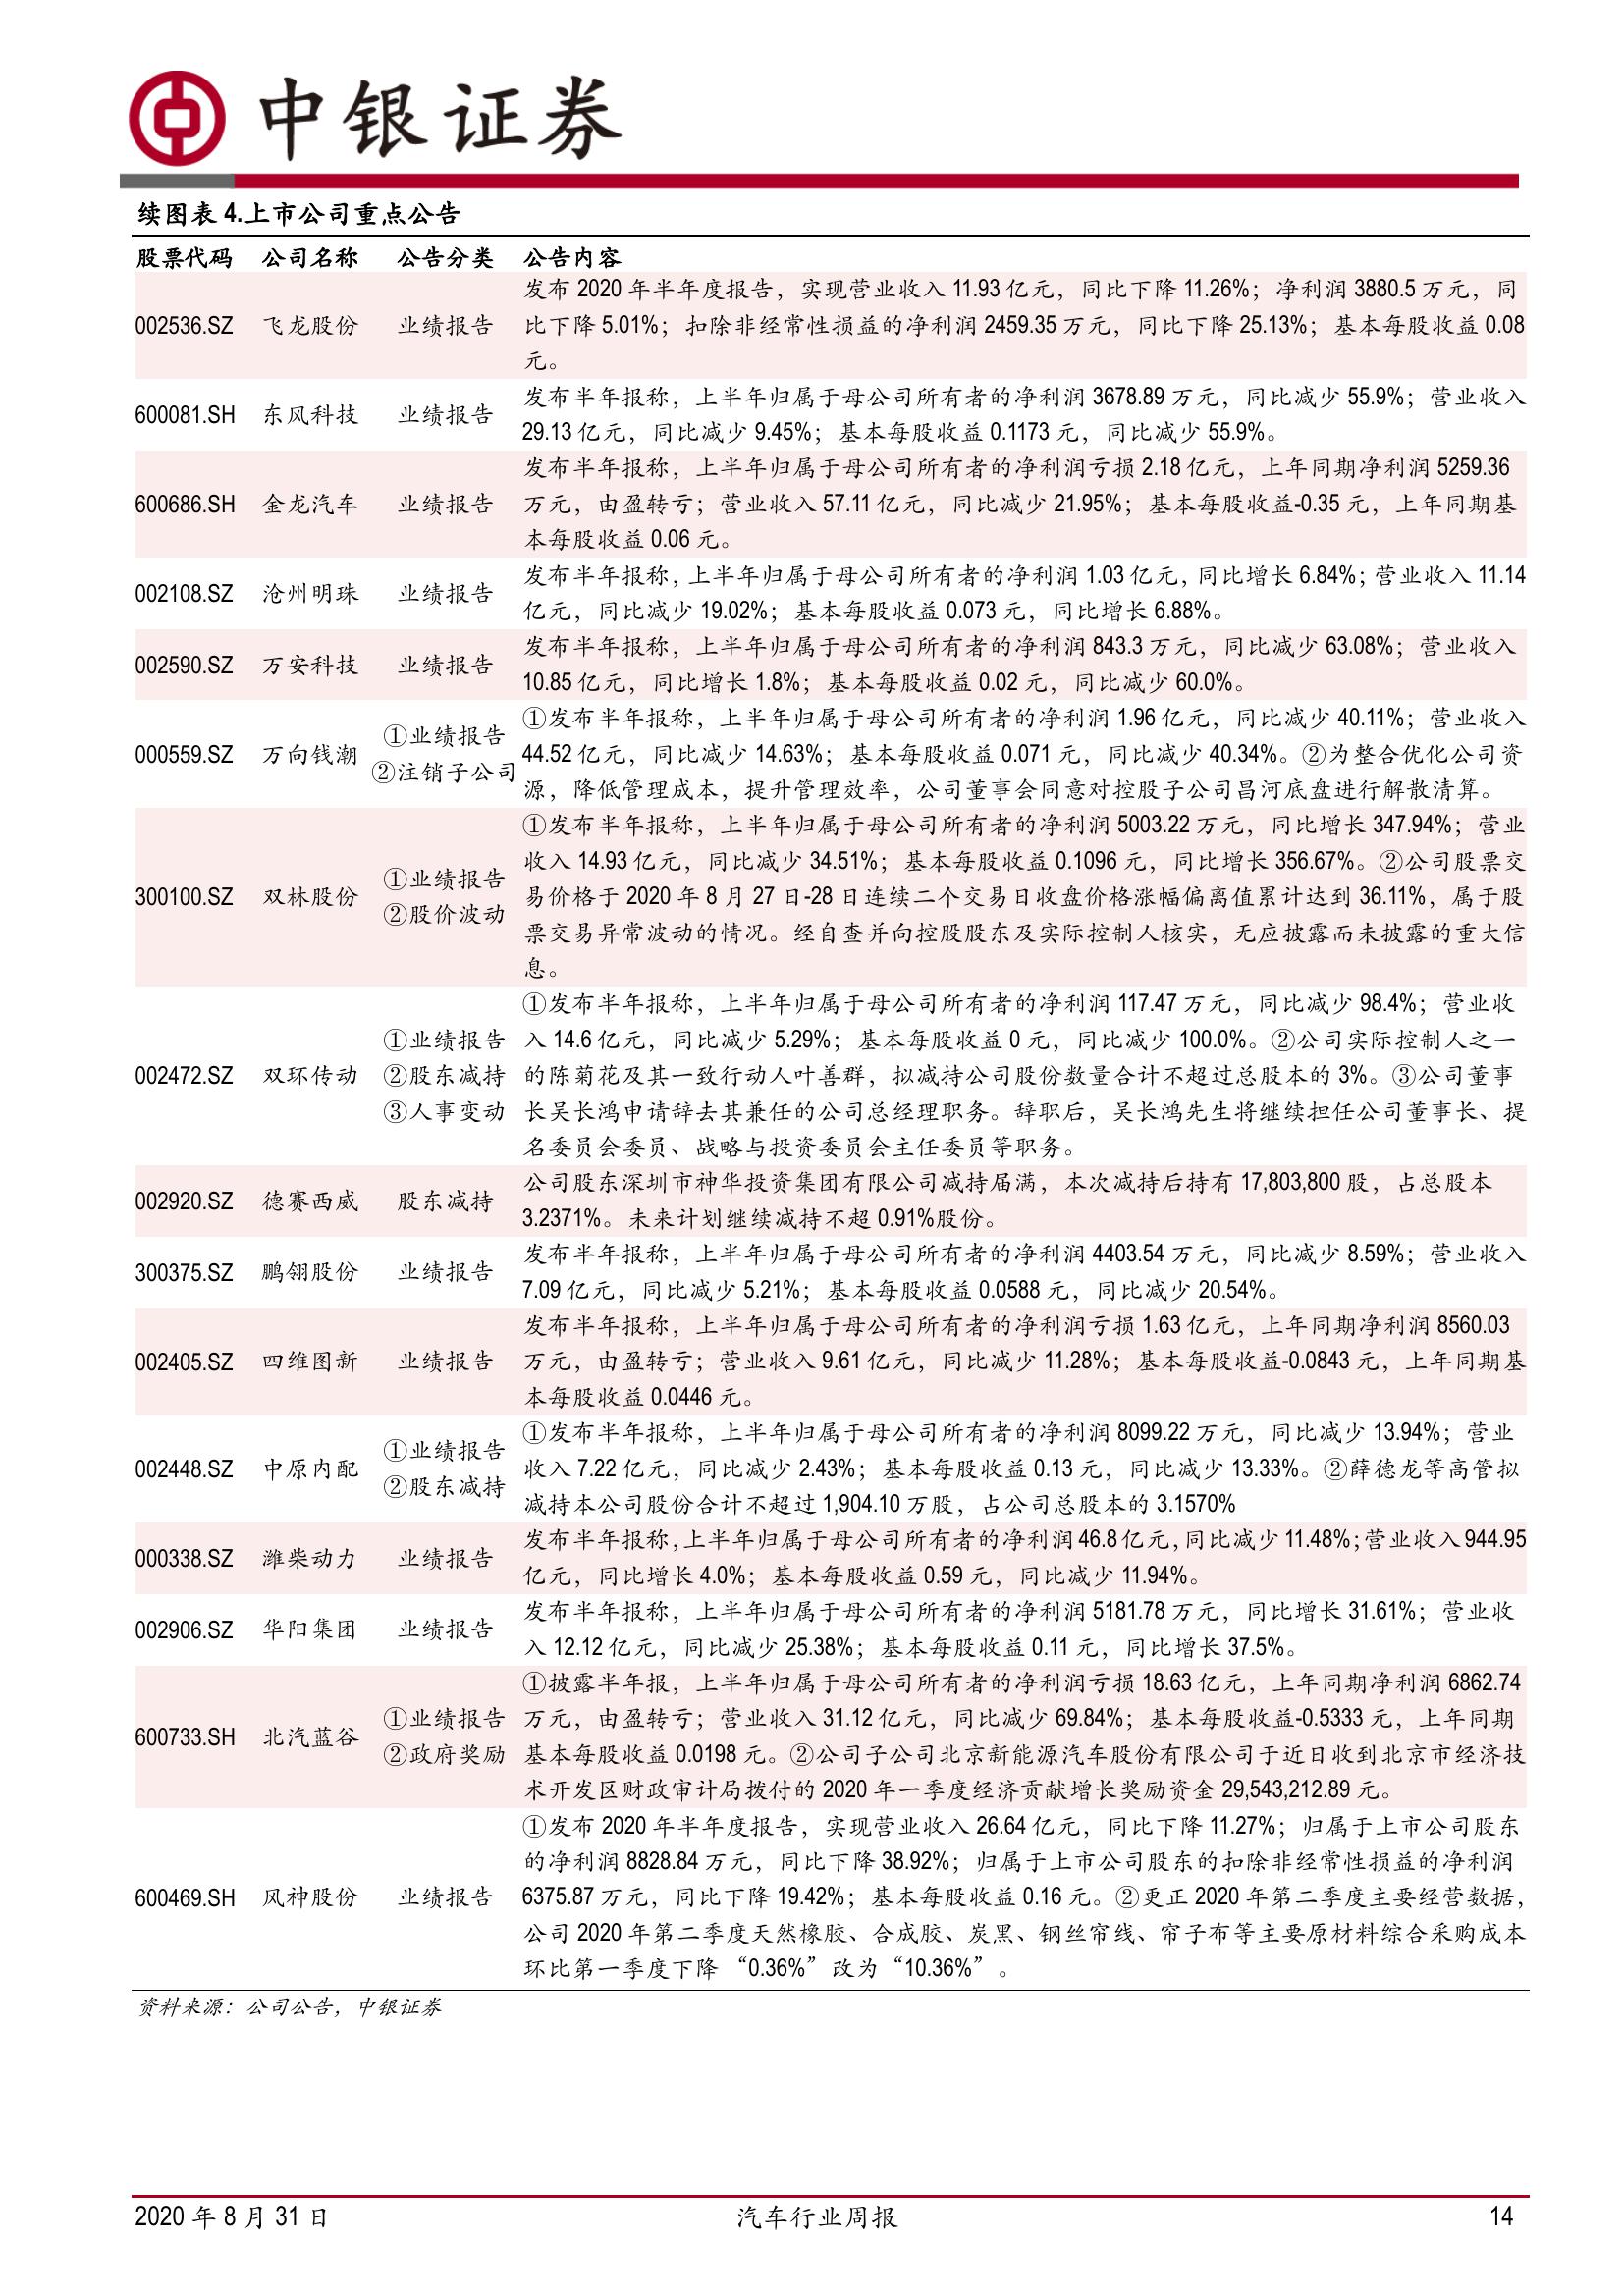 中银证券
续图表 4.上市公司重点公告
股票代码 公司名称 公告分类 公告内容
002536.SZ 飞龙股份 业绩报告
发布 2020 年半年度报告，实现营业收入 11.93 亿元，同比下降 11.26%；净利润 3880.5 万元，同
比下降 5.01%；扣除非经常性损益的净利润 2459.35 万元，同比下降 25.13%；基本每股收益 0.08
元。
600081.SH 东风科技 业绩报告
发布半年报称，上半年归属于母公司所有者的净利润 3678.89 万元，同比减少 55.9%；营业收入
29.13 亿元，同比减少 9.45%；基本每股收益 0.1173 元，同比减少 55.9%。
600686.SH 金龙汽车 业绩报告
发布半年报称，上半年归属于母公司所有者的净利润亏损 2.18 亿元，上年同期净利润 5259.36
万元，由盈转亏；营业收入 57.11 亿元，同比减少 21.95%；基本每股收益-0.35 元，上年同期基
本每股收益 0.06 元。
002108.SZ 沧州明珠 业绩报告
发布半年报称，上半年归属于母公司所有者的净利润 1.03 亿元，同比增长 6.84%；营业收入 11.14
亿元，同比减少 19.02%；基本每股收益 0.073 元，同比增长 6.88%。
002590.SZ 万安科技 业绩报告
发布半年报称，上半年归属于母公司所有者的净利润 843.3 万元，同比减少 63.08%；营业收入
10.85 亿元，同比增长 1.8%；基本每股收益 0.02 元，同比减少 60.0%。
000559.SZ 万向钱潮
①业绩报告
②注销子公司
①发布半年报称，上半年归属于母公司所有者的净利润 1.96 亿元，同比减少 40.11%；营业收入
44.52 亿元，同比减少 14.63%；基本每股收益 0.071 元，同比减少 40.34%。②为整合优化公司资
源，降低管理成本，提升管理效率，公司董事会同意对控股子公司昌河底盘进行解散清算。
300100.SZ 双林股份
①业绩报告
②股价波动
①发布半年报称，上半年归属于母公司所有者的净利润 5003.22 万元，同比增长 347.94%；营业
收入 14.93 亿元，同比减少 34.51%；基本每股收益 0.1096 元，同比增长 356.67%。②公司股票交
易价格于 2020 年 8 月 27 日-28 日连续二个交易日收盘价格涨幅偏离值累计达到 36.11%，属于股
票交易异常波动的情况。经自查并向控股股东及实际控制人核实，无应披露而未披露的重大信
息。
002472.SZ 双环传动
①业绩报告
②股东减持
③人事变动
①发布半年报称，上半年归属于母公司所有者的净利润 117.47 万元，同比减少 98.4%；营业收
入 14.6 亿元，同比减少 5.29%；基本每股收益 0 元，同比减少 100.0%。②公司实际控制人之一
的陈菊花及其一致行动人叶善群，拟减持公司股份数量合计不超过总股本的 3%。③公司董事
长吴长鸿申请辞去其兼任的公司总经理职务。辞职后，吴长鸿先生将继续担任公司董事长、提
名委员会委员、战略与投资委员会主任委员等职务。
002920.SZ 德赛西威 股东减持
公司股东深圳市神华投资集团有限公司减持届满，本次减持后持有 17,803,800 股，占总股本
3.2371%。未来计划继续减持不超 0.91%股份。
300375.SZ 鹏翎股份 业绩报告
发布半年报称，上半年归属于母公司所有者的净利润 4403.54 万元，同比减少 8.59%；营业收入
7.09 亿元，同比减少 5.21%；基本每股收益 0.0588 元，同比减少 20.54%。
002405.SZ 四维图新 业绩报告
发布半年报称，上半年归属于母公司所有者的净利润亏损 1.63 亿元，上年同期净利润 8560.03
万元，由盈转亏；营业收入 9.61 亿元，同比减少 11.28%；基本每股收益-0.0843 元，上年同期基
本每股收益 0.0446 元。
002448.SZ 中原内配
①业绩报告
②股东减持
①发布半年报称，上半年归属于母公司所有者的净利润 8099.22 万元，同比减少 13.94%；营业
收入 7.22 亿元，同比减少 2.43%；基本每股收益 0.13 元，同比减少 13.33%。②薛德龙等高管拟
减持本公司股份合计不超过 1,904.10 万股，占公司总股本的 3.1570%
000338.SZ 潍柴动力 业绩报告
发布半年报称，上半年归属于母公司所有者的净利润 46.8 亿元，同比减少 11.48%；营业收入 944.95
亿元，同比增长 4.0%；基本每股收益 0.59 元，同比减少 11.94%。
002906.SZ 华阳集团 业绩报告
发布半年报称，上半年归属于母公司所有者的净利润 5181.78 万元，同比增长 31.61%；营业收
入 12.12 亿元，同比减少 25.38%；基本每股收益 0.11 元，同比增长 37.5%。
600733.SH 北汽蓝谷
①业绩报告
②政府奖励
①披露半年报，上半年归属于母公司所有者的净利润亏损 18.63 亿元，上年同期净利润 6862.74
万元，由盈转亏；营业收入 31.12 亿元，同比减少 69.84%；基本每股收益-0.5333 元，上年同期
基本每股收益 0.0198 元。②公司子公司北京新能源汽车股份有限公司于近日收到北京市经济技
术开发区财政审计局拨付的 2020 年一季度经济贡献增长奖励资金 29,543,212.89 元。
600469.SH 风神股份 业绩报告
①发布 2020 年半年度报告，实现营业收入 26.64 亿元，同比下降 11.27%；归属于上市公司股东
的净利润 8828.84 万元，同比下降 38.92%；归属于上市公司股东的扣除非经常性损益的净利润
6375.87 万元，同比下降 19.42%；基本每股收益 0.16 元。②更正 2020 年第二季度主要经营数据，
公司 2020 年第二季度天然橡胶、合成胶、炭黑、钢丝帘线、帘子布等主要原材料综合采购成本
环比第一季度下降“0.36%”改为“10.36%”。
资料来源：公司公告，中银证券
2020 年 8 月 31 日 汽车行业周报 14